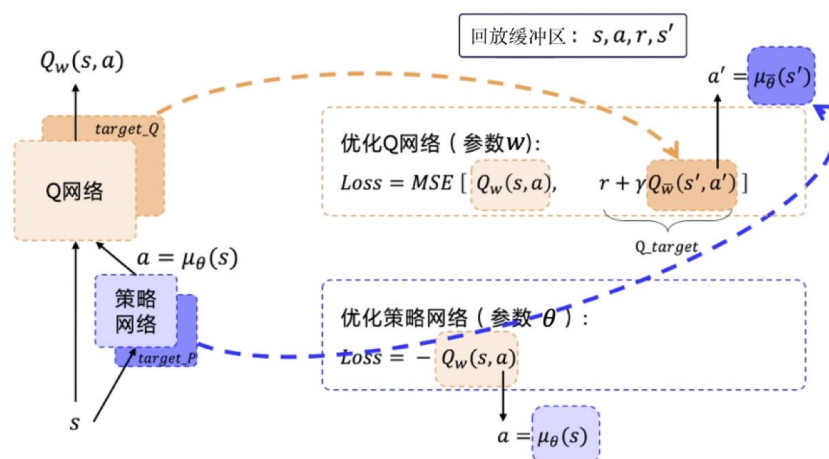 回放缓冲区：s, a, r, s′
Q_w(s, a)
a′ = μ_θ̄(s′)
target_Q
优化Q网络（参数w):
Q网络
Loss = MSE [ Q_w(s, a), r + γQ_w̄(s′, a′) ]
Q_target
a = μ_θ(s)
策略
网络
优化策略网络（参数 θ）:
target_P
Loss = − Q_w(s, a)
s
a = μ_θ(s)